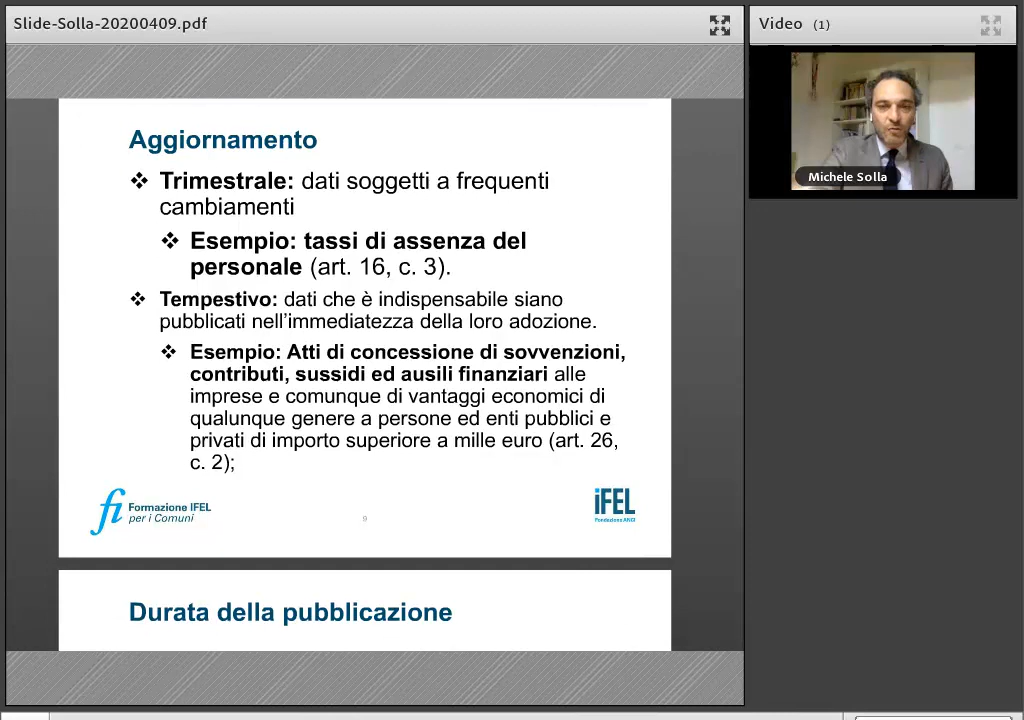 Slide-Solla-20200409.pdf
Video (1)
Michele Solla
Aggiornamento
❖ Trimestrale: dati soggetti a frequenti
cambiamenti
❖ Esempio: tassi di assenza del
personale (art. 16, c. 3).
❖ Tempestivo: dati che è indispensabile siano
pubblicati nell’immediatezza della loro adozione.
❖ Esempio: Atti di concessione di sovvenzioni,
contributi, sussidi ed ausili finanziari alle
imprese e comunque di vantaggi economici di
qualunque genere a persone ed enti pubblici e
privati di importo superiore a mille euro (art. 26,
c. 2);
fi Formazione IFEL
per i Comuni
9
iFEL
Fondazione ANCI
Durata della pubblicazione